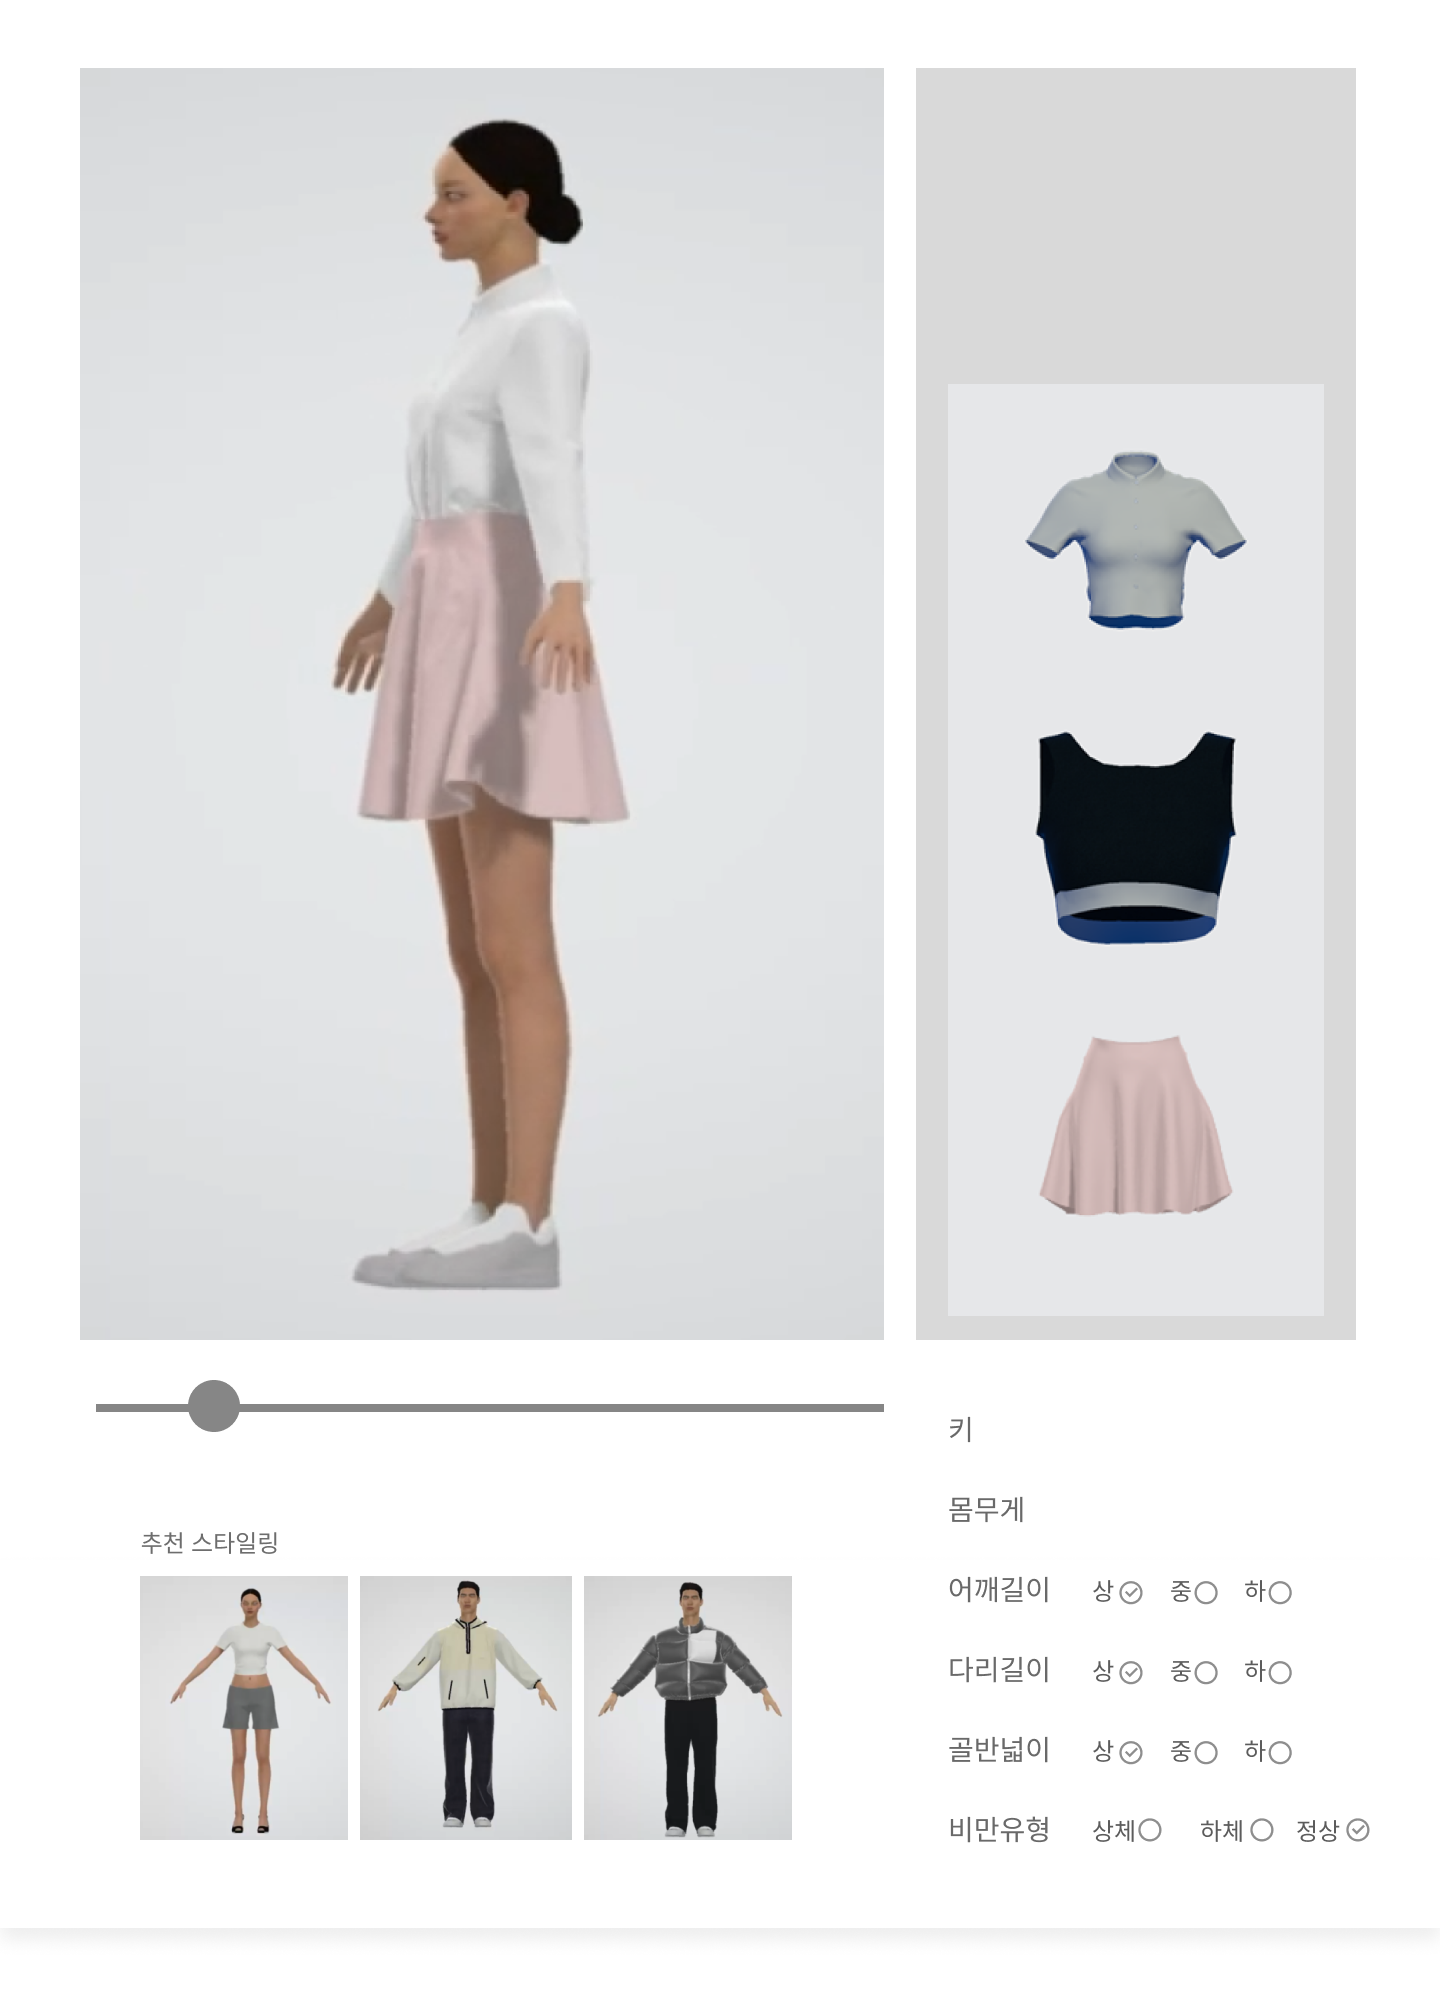 키
몸무게
추천 스타일링
어깨길이 상 중 하
다리길이 상 중 하
골반넓이 상 중 하
비만유형 상체 하체 정상